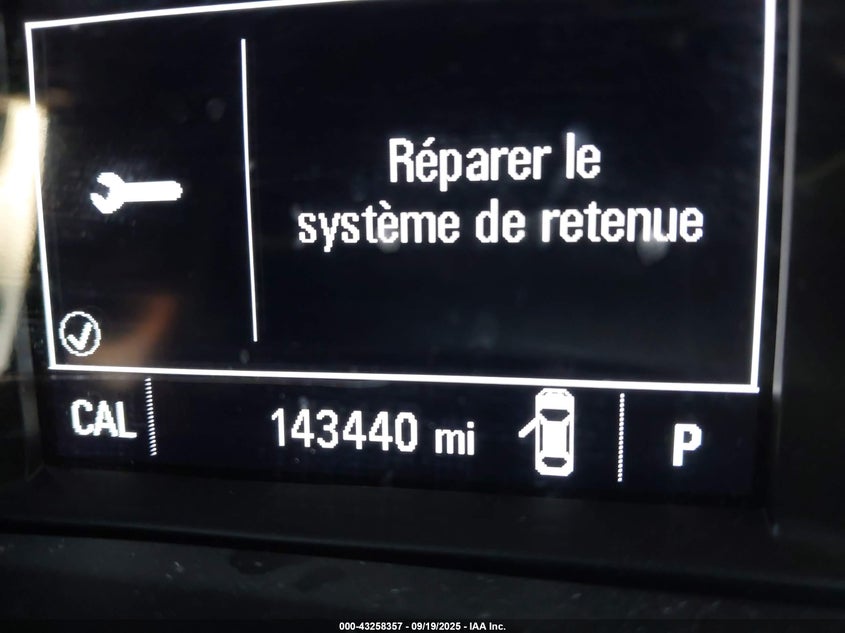 Réparer le
système de retenue
CAL 143440 mi P
000-43258357 - 09/19/2025 - IAA Inc.